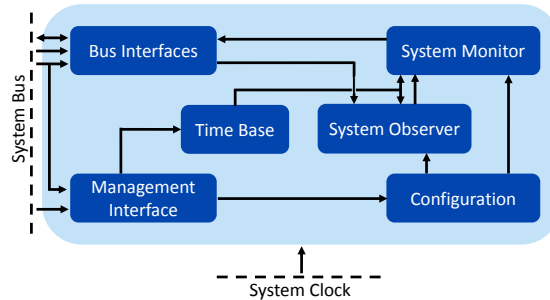 Bus Interfaces
System Monitor
System Bus
Time Base
System Observer
Management
Interface
Configuration
System Clock